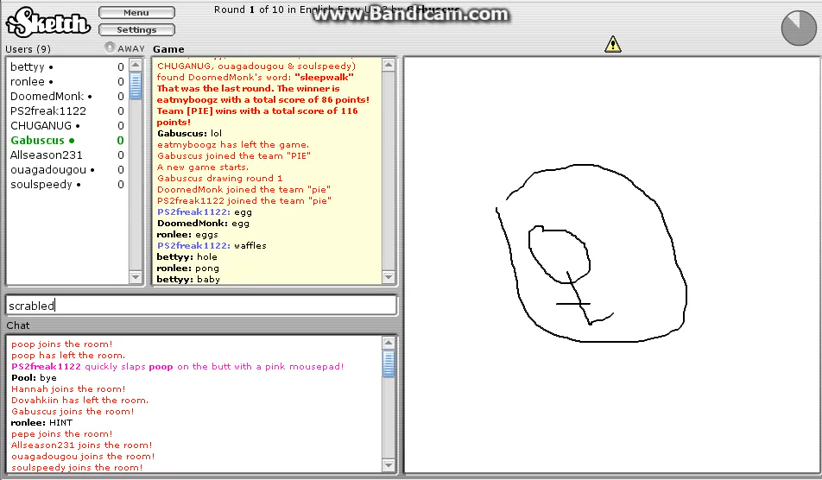 www.Bandicam.com
iSketch
Menu
Settings
Round 1 of 10 in English Easy
Users (9)
AWAY
Game
bettyy • 0
ronlee • 0
DoomedMonk • 0
PS2freak1122 0
CHUGANUG • 0
Gabuscus • 0
Allseason231 0
ouagadougou • 0
soulspeedy • 0
CHUGANUG, ouagadougou & soulspeedy)
found DoomedMonk's word: "sleepwalk"
That was the last round. The winner is
eatmyboogz with a total score of 86 points!
Team [PIE] wins with a total score of 116
points!
Gabuscus: lol
eatmyboogz has left the game.
Gabuscus joined the team "PIE"
A new game starts.
Gabuscus drawing round 1
DoomedMonk joined the team "pie"
PS2freak1122 joined the team "pie"
PS2freak1122: egg
DoomedMonk: egg
ronlee: eggs
PS2freak1122: waffles
bettyy: hole
ronlee: pong
bettyy: baby
scrabled
Chat
poop joins the room!
poop has left the room.
PS2freak1122 quickly slaps poop on the butt with a pink mousepad!
Pool: bye
Hannah joins the room!
Dovahkiin has left the room.
Gabuscus joins the room!
ronlee: HINT
pepe joins the room!
Allseason231 joins the room!
ouagadougou joins the room!
soulspeedy joins the room!